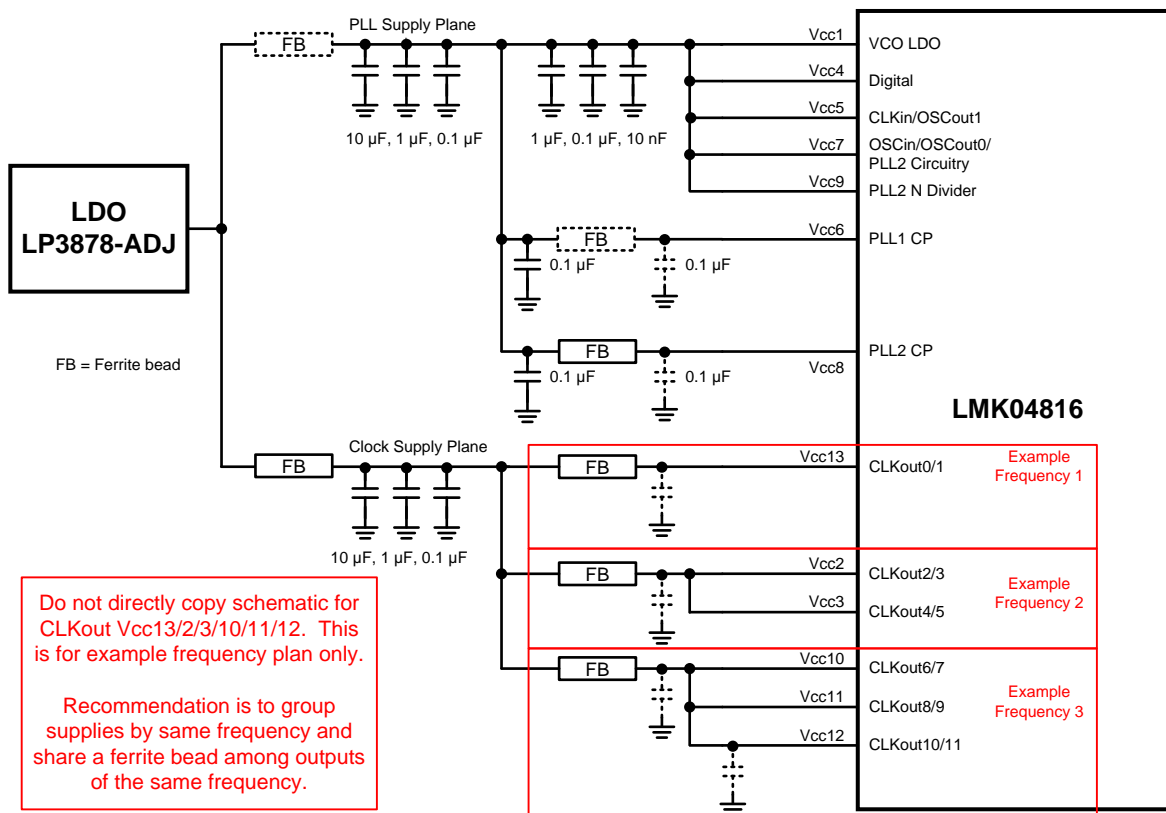 PLL Supply Plane
FB
10 µF, 1 µF, 0.1 µF
1 µF, 0.1 µF, 10 nF
Vcc1
VCO LDO
Vcc4
Digital
Vcc5
CLKin/OSCout1
Vcc7
OSCin/OSCout0/
PLL2 Circuitry
Vcc9
PLL2 N Divider
LDO
LP3878-ADJ
FB
0.1 µF
0.1 µF
Vcc6
PLL1 CP
FB = Ferrite bead
FB
0.1 µF
0.1 µF
Vcc8
PLL2 CP
LMK04816
Clock Supply Plane
FB
10 µF, 1 µF, 0.1 µF
FB
Vcc13
CLKout0/1
Example
Frequency 1
FB
Vcc2
CLKout2/3
Vcc3
CLKout4/5
Example
Frequency 2
FB
Vcc10
CLKout6/7
Vcc11
CLKout8/9
Vcc12
CLKout10/11
Example
Frequency 3
Do not directly copy schematic for
CLKout Vcc13/2/3/10/11/12. This
is for example frequency plan only.
Recommendation is to group
supplies by same frequency and
share a ferrite bead among outputs
of the same frequency.